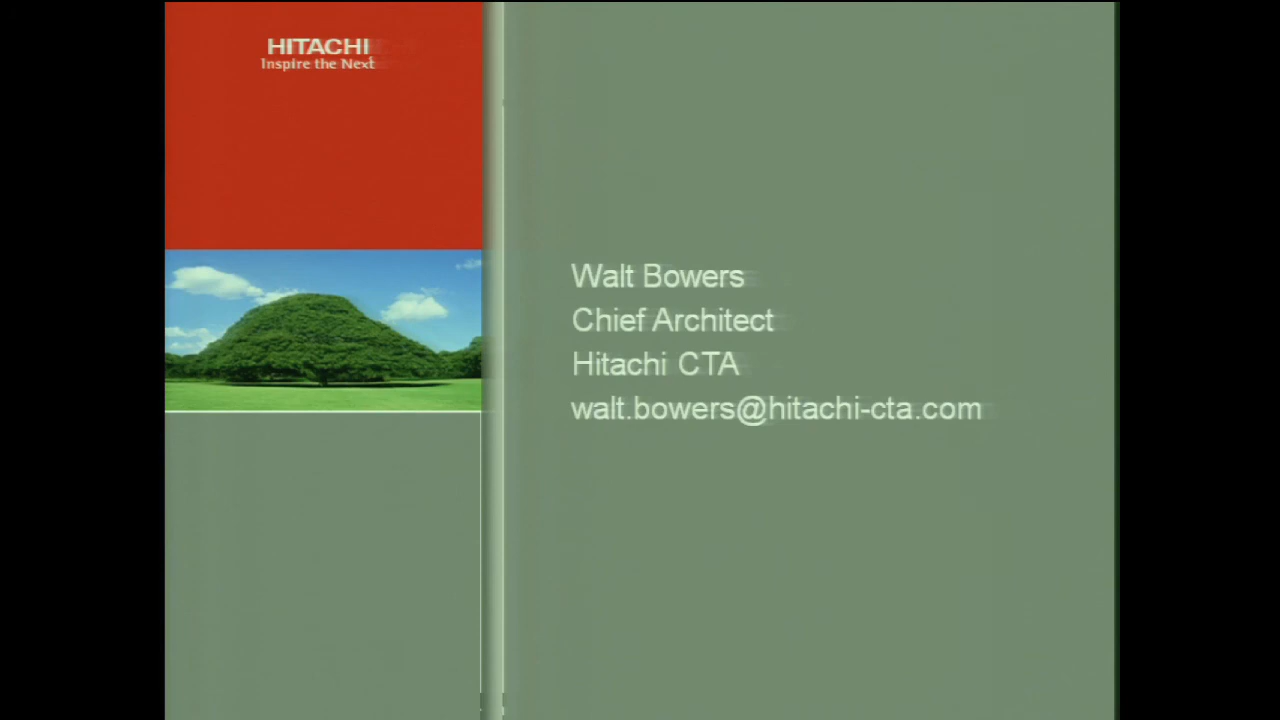 HITACHI
Inspire the Next
Walt Bowers
Chief Architect
Hitachi CTA
walt.bowers@hitachi-cta.com